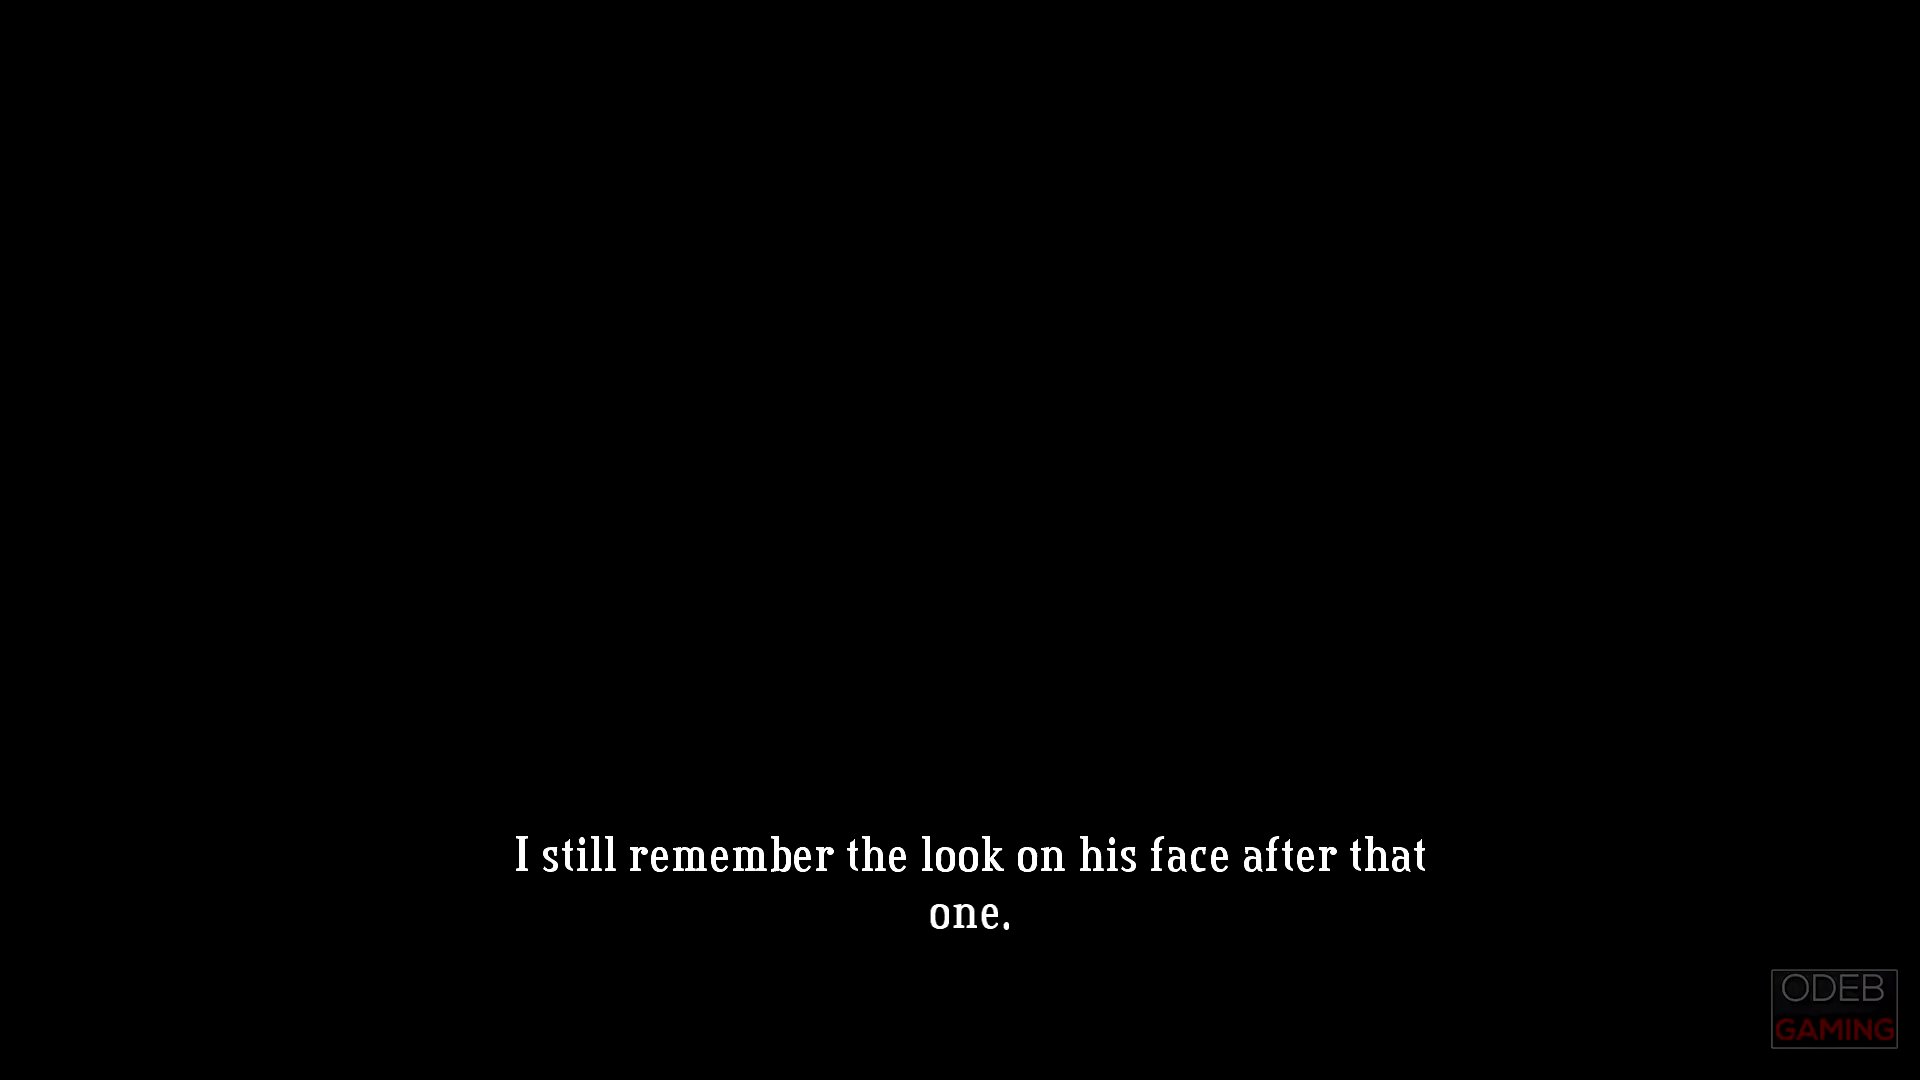 I still remember the look on his face after that
one.
ODEB
GAMING